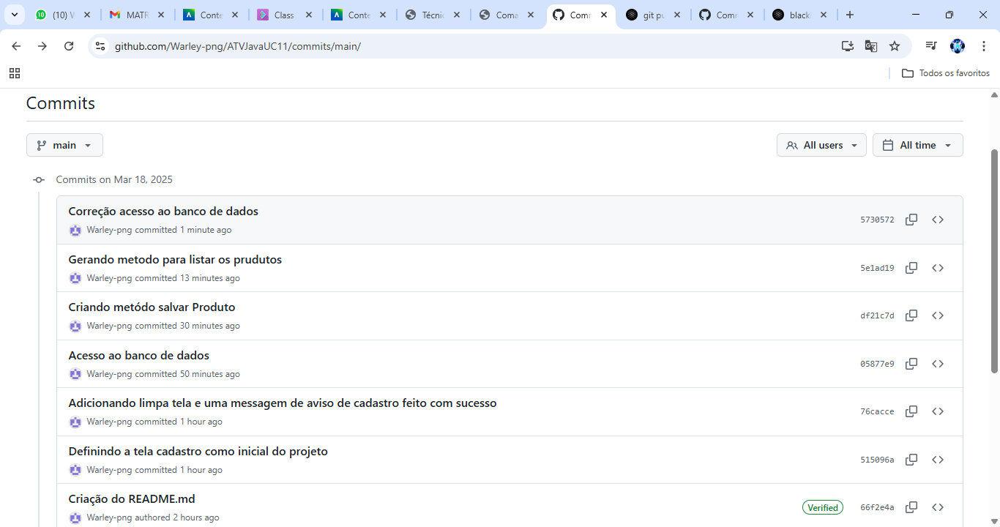 (10) W
MATR
Conte
Class
Conte
Técnic
Coma
Comm
git pu
Comm
black
github.com/Warley-png/ATVJavaUC11/commits/main/
Todos os favoritos
Commits
main
All users
All time
Commits on Mar 18, 2025
Correção acesso ao banco de dados
5730572
Warley-png committed 1 minute ago
Gerando metodo para listar os prudutos
5e1ad19
Warley-png committed 13 minutes ago
Criando metódo salvar Produto
df21c7d
Warley-png committed 30 minutes ago
Acesso ao banco de dados
05877e9
Warley-png committed 50 minutes ago
Adicionando limpa tela e uma messagem de aviso de cadastro feito com sucesso
76cacce
Warley-png committed 1 hour ago
Definindo a tela cadastro como inicial do projeto
515096a
Warley-png committed 1 hour ago
Criação do README.md
Verified
66f2e4a
Warley-png authored 2 hours ago